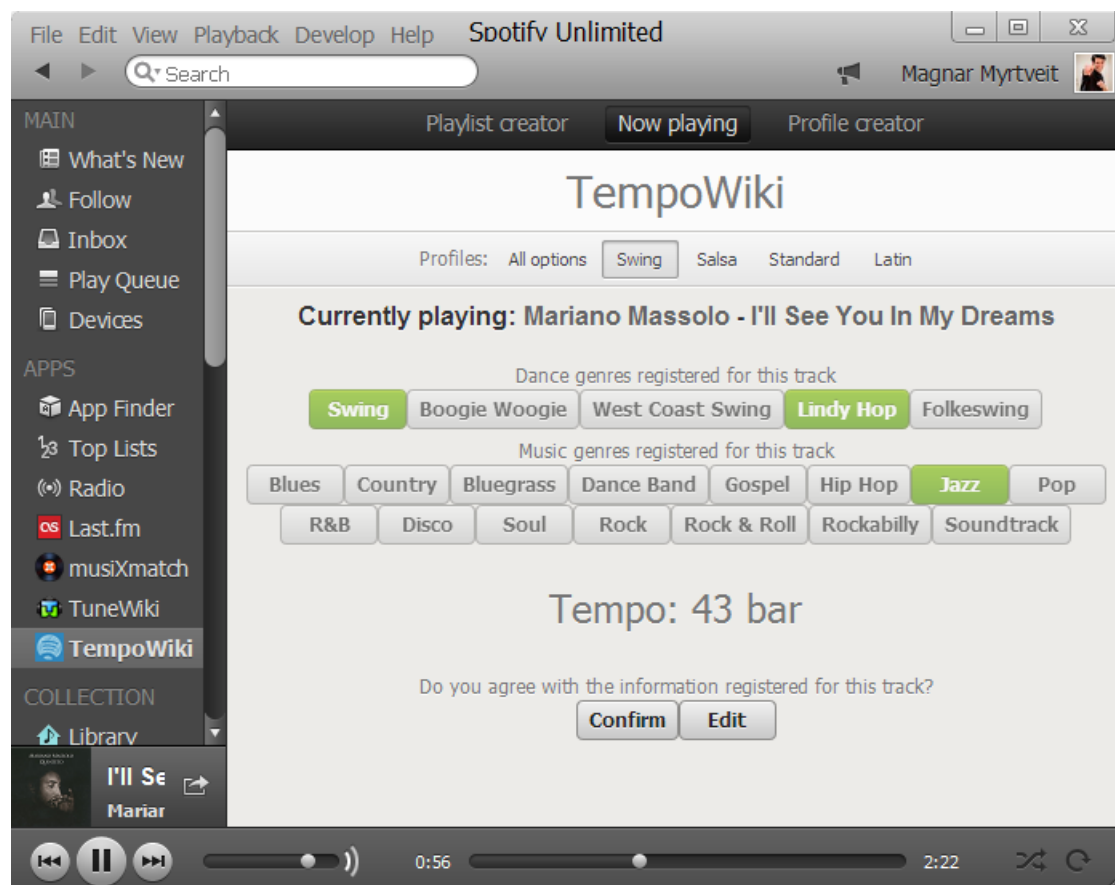 File Edit View Playback Develop Help Spotify Unlimited
Search Magnar Myrtveit
MAIN
What's New
Follow
Inbox
Play Queue
Devices
APPS
App Finder
Top Lists
Radio
Last.fm
musiXmatch
TuneWiki
TempoWiki
COLLECTION
Library
I'll Se
Marian
Playlist creator Now playing Profile creator
TempoWiki
Profiles: All options Swing Salsa Standard Latin
Currently playing: Mariano Massolo - I'll See You In My Dreams
Dance genres registered for this track
Swing Boogie Woogie West Coast Swing Lindy Hop Folkeswing
Music genres registered for this track
Blues Country Bluegrass Dance Band Gospel Hip Hop Jazz Pop
R&B Disco Soul Rock Rock & Roll Rockabilly Soundtrack
Tempo: 43 bar
Do you agree with the information registered for this track?
Confirm Edit
0:56 2:22